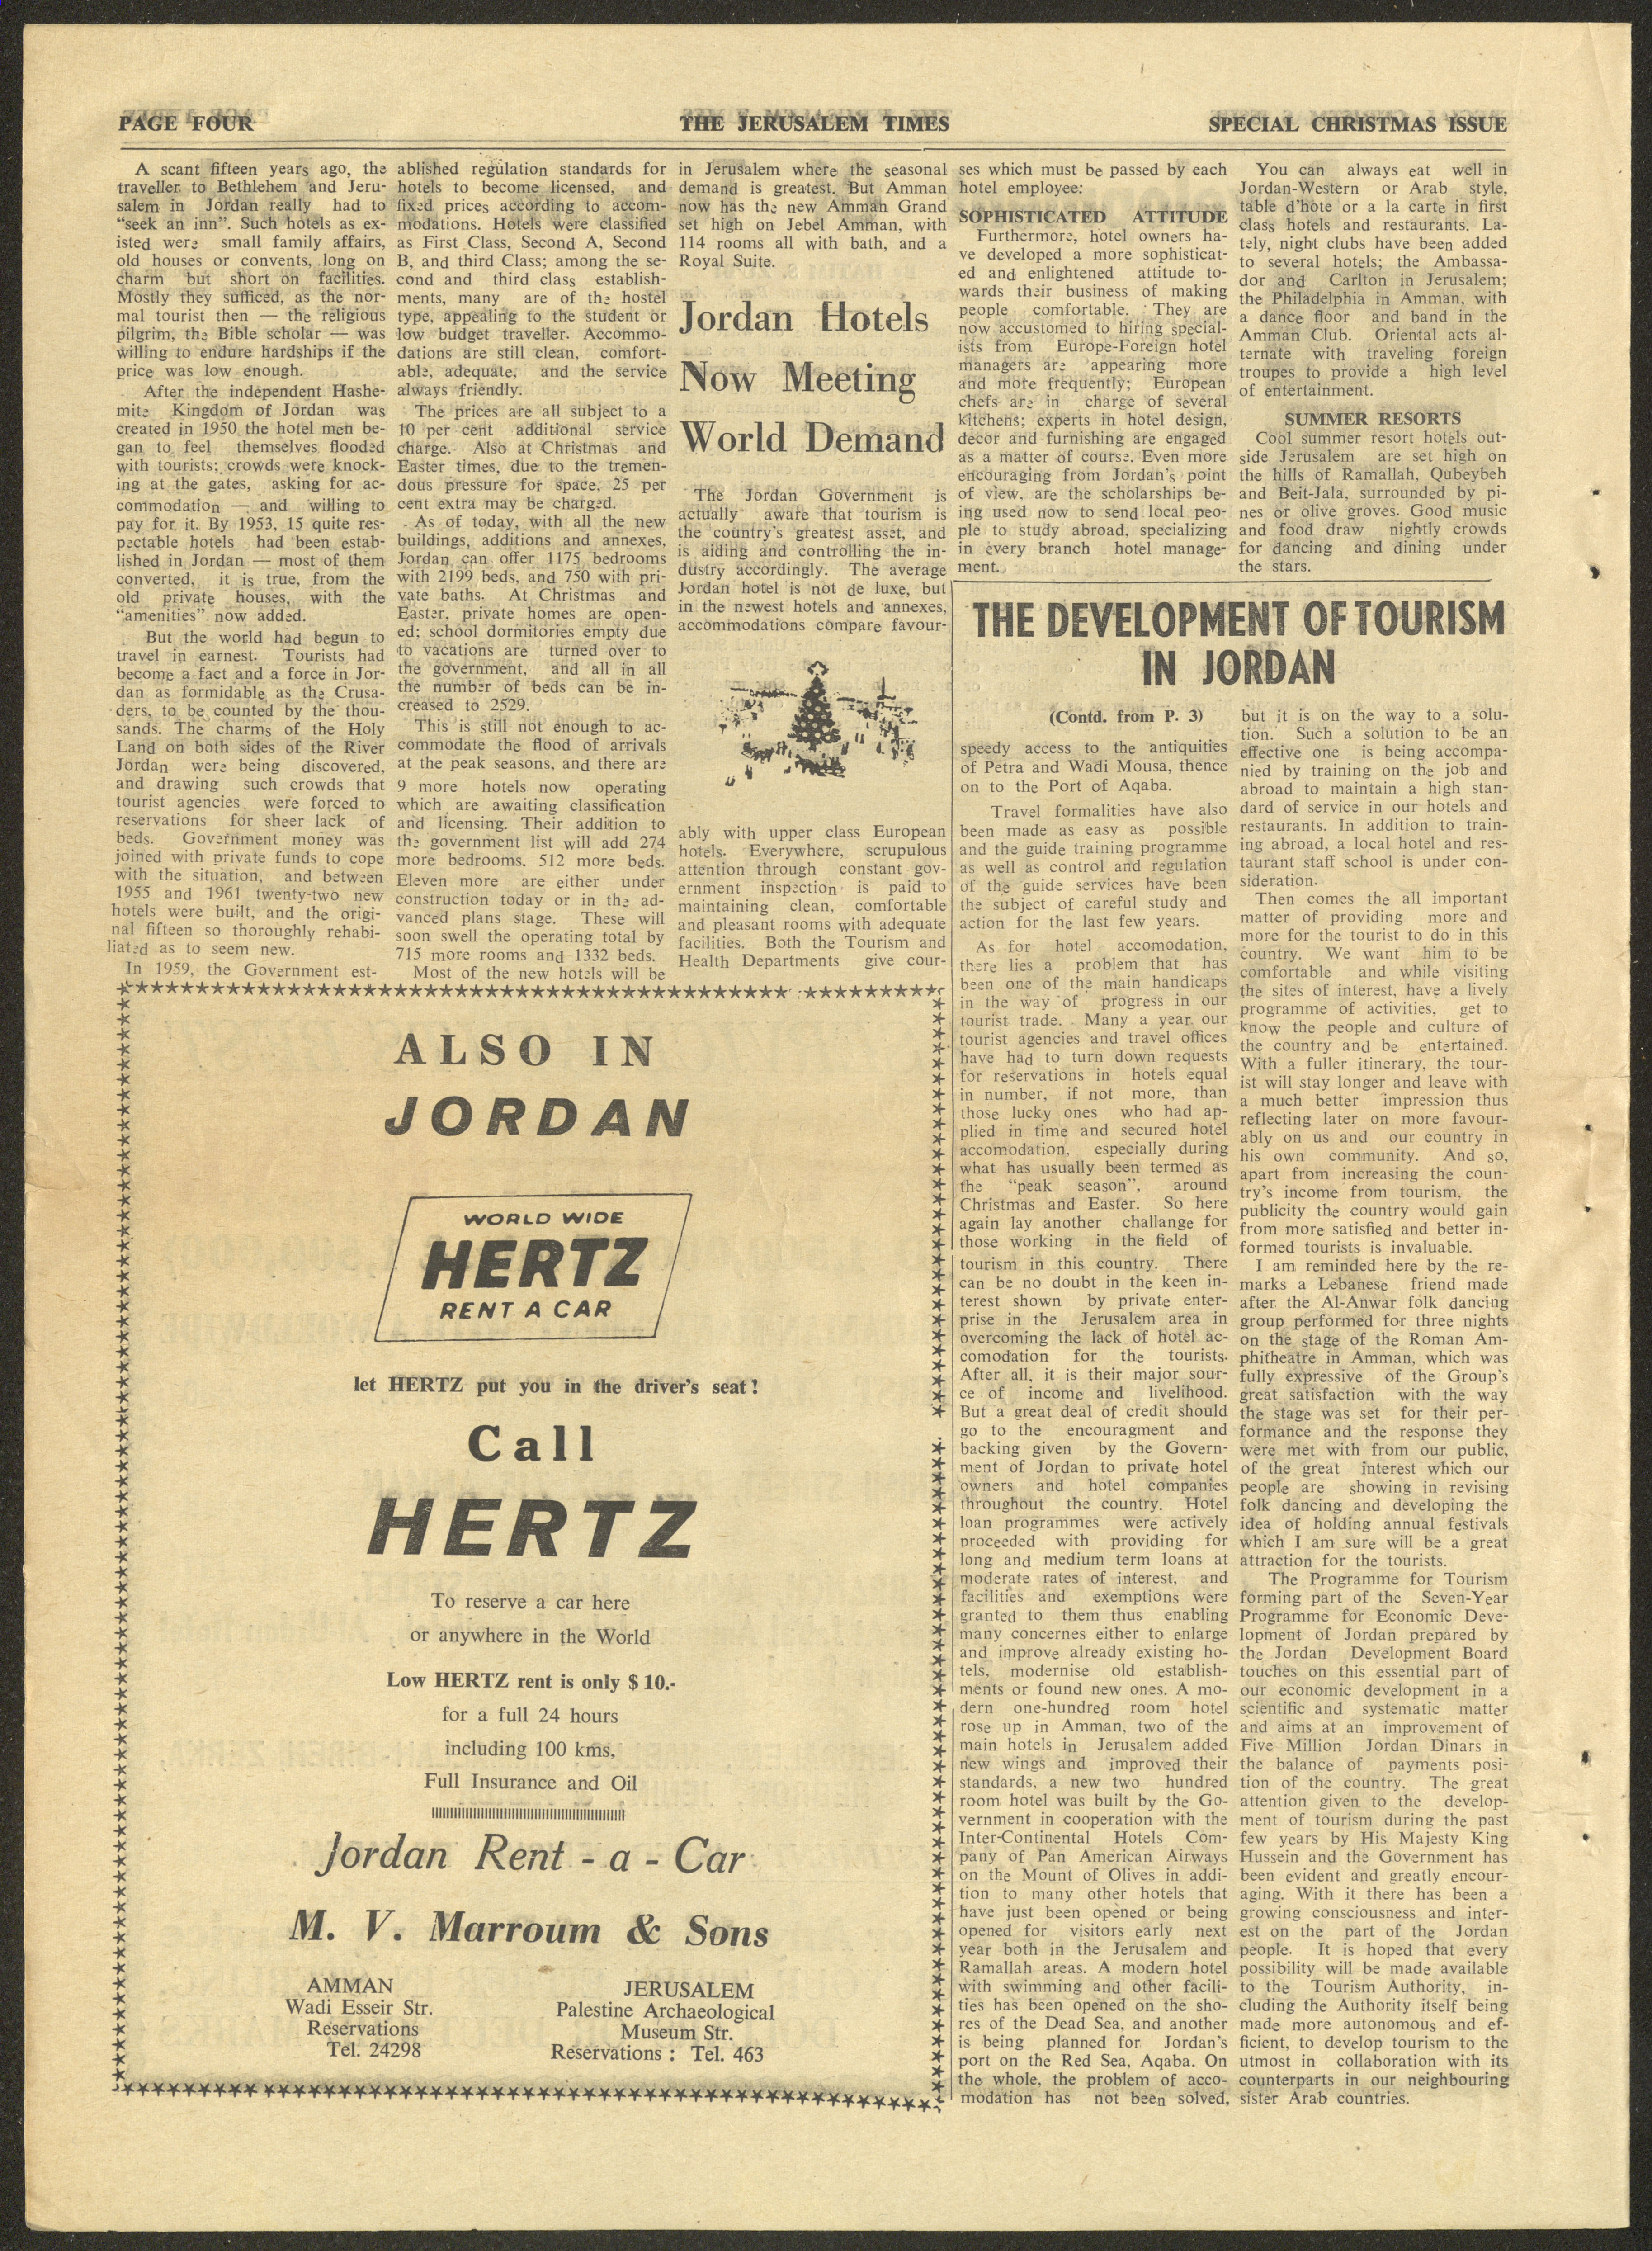 PAGE FOUR
THE JERUSALEM TIMES
SPECIAL CHRISTMAS ISSUE
A scant fifteen years ago, the
traveller to Bethlehem and Jeru-
salem in Jordan really had to
“seek an inn”. Such hotels as ex-
isted were small family affairs,
old houses or convents, long on
charm but short on facilities.
Mostly they sufficed, as the nor-
mal tourist then — the religious
pilgrim, the Bible scholar — was
willing to endure hardships if the
price was low enough.
After the independent Hashe-
mite Kingdom of Jordan was
created in 1950 the hotel men be-
gan to feel themselves flooded
with tourists; crowds were knock-
ing at the gates, asking for ac-
commodation — and willing to
pay for it. By 1953, 15 quite res-
pectable hotels had been estab-
lished in Jordan — most of them
converted, it is true, from the
old private houses, with the
“amenities” now added.
But the world had begun to
travel in earnest. Tourists had
become a fact and a force in Jor-
dan as formidable as the Crusa-
ders, to be counted by the thou-
sands. The charms of the Holy
Land on both sides of the River
Jordan were being discovered,
and drawing such crowds that
tourist agencies were forced to
reservations for sheer lack of
beds. Government money was
joined with private funds to cope
with the situation, and between
1955 and 1961 twenty-two new
hotels were built, and the origi-
nal fifteen so thoroughly rehabi-
liated as to seem new.
In 1959, the Government est-
ablished regulation standards for
hotels to become licensed, and
fixed prices according to accom-
modations. Hotels were classified
as First Class, Second A, Second
B, and third Class; among the se-
cond and third class establish-
ments, many are of the hostel
type, appealing to the student or
low budget traveller. Accommo-
dations are still clean, comfort-
able, adequate, and the service
always friendly.
The prices are all subject to a
10 per cent additional service
charge. Also at Christmas and
Easter times, due to the tremen-
dous pressure for space, 25 per
cent extra may be charged.
As of today, with all the new
buildings, additions and annexes,
Jordan can offer 1175 bedrooms
with 2199 beds, and 750 with pri-
vate baths. At Christmas and
Easter, private homes are open-
ed; school dormitories empty due
to vacations are turned over to
the government, and all in all
the number of beds can be in-
creased to 2529.
This is still not enough to ac-
commodate the flood of arrivals
at the peak seasons, and there are
9 more hotels now operating
which are awaiting classification
and licensing. Their addition to
the government list will add 274
more bedrooms. 512 more beds.
Eleven more are either under
construction today or in the ad-
vanced plans stage. These will
soon swell the operating total by
715 more rooms and 1332 beds.
Most of the new hotels will be
in Jerusalem where the seasonal
demand is greatest. But Amman
now has the new Amman Grand
set high on Jebel Amman, with
114 rooms all with bath, and a
Royal Suite.
Jordan Hotels
Now Meeting
World Demand
The Jordan Government is
actually aware that tourism is
the country's greatest asset, and
is aiding and controlling the in-
dustry accordingly. The average
Jordan hotel is not de luxe, but
in the newest hotels and annexes,
accommodations compare favour-
ably with upper class European
hotels. Everywhere, scrupulous
attention through constant gov-
ernment inspection is paid to
maintaining clean, comfortable
and pleasant rooms with adequate
facilities. Both the Tourism and
Health Departments give cour-
ses which must be passed by each
hotel employee:
SOPHISTICATED ATTITUDE
Furthermore, hotel owners ha-
ve developed a more sophisticat-
ed and enlightened attitude to-
wards their business of making
people comfortable. They are
now accustomed to hiring special-
ists from Europe-Foreign hotel
managers are appearing more
and more frequently; European
chefs are in charge of several
kitchens; experts in hotel design,
decor and furnishing are engaged
as a matter of course. Even more
encouraging from Jordan's point
of view, are the scholarships be-
ing used now to send local peo-
ple to study abroad, specializing
in every branch hotel manage-
ment.
You can always eat well in
Jordan-Western or Arab style,
table d'hote or a la carte in first
class hotels and restaurants. La-
tely, night clubs have been added
to several hotels; the Ambassa-
dor and Carlton in Jerusalem;
the Philadelphia in Amman, with
a dance floor and band in the
Amman Club. Oriental acts al-
ternate with traveling foreign
troupes to provide a high level
of entertainment.
SUMMER RESORTS
Cool summer resort hotels out-
side Jerusalem are set high on
the hills of Ramallah, Qubeybeh
and Beit-Jala, surrounded by pi-
nes or olive groves. Good music
and food draw nightly crowds
for dancing and dining under
the stars.
THE DEVELOPMENT OF TOURISM
IN JORDAN
(Contd. from P. 3)
speedy access to the antiquities
of Petra and Wadi Mousa, thence
on to the Port of Aqaba.
Travel formalities have also
been made as easy as possible
and the guide training programme
as well as control and regulation
of the guide services have been
the subject of careful study and
action for the last few years.
As for hotel accomodation,
there lies a problem that has
been one of the main handicaps
in the way of progress in our
tourist trade. Many a year our
tourist agencies and travel offices
have had to turn down requests
for reservations in hotels equal
in number, if not more, than
those lucky ones who had ap-
plied in time and secured hotel
accomodation, especially during
what has usually been termed as
the “peak season”, around
Christmas and Easter. So here
again lay another challange for
those working in the field of
tourism in this country. There
can be no doubt in the keen in-
terest shown by private enter-
prise in the Jerusalem area in
overcoming the lack of hotel ac-
comodation for the tourists.
After all, it is their major sour-
ce of income and livelihood.
But a great deal of credit should
go to the encouragment and
backing given by the Govern-
ment of Jordan to private hotel
owners and hotel companies
throughout the country. Hotel
loan programmes were actively
proceeded with providing for
long and medium term loans at
moderate rates of interest, and
facilities and exemptions were
granted to them thus enabling
many concernes either to enlarge
and improve already existing ho-
tels, modernise old establish-
ments or found new ones. A mo-
dern one-hundred room hotel
rose up in Amman, two of the
main hotels in Jerusalem added
new wings and improved their
standards, a new two hundred
room hotel was built by the Go-
vernment in cooperation with the
Inter-Continental Hotels Com-
pany of Pan American Airways
on the Mount of Olives in addi-
tion to many other hotels that
have just been opened or being
opened for visitors early next
year both in the Jerusalem and
Ramallah areas. A modern hotel
with swimming and other facili-
ties has been opened on the sho-
res of the Dead Sea, and another
is being planned for Jordan's
port on the Red Sea, Aqaba. On
the whole, the problem of acco-
modation has not been solved,
but it is on the way to a solu-
tion. Such a solution to be an
effective one is being accompa-
nied by training on the job and
abroad to maintain a high stan-
dard of service in our hotels and
restaurants. In addition to train-
ing abroad, a local hotel and res-
taurant staff school is under con-
sideration.
Then comes the all important
matter of providing more and
more for the tourist to do in this
country. We want him to be
comfortable and while visiting
the sites of interest, have a lively
programme of activities, get to
know the people and culture of
the country and be entertained.
With a fuller itinerary, the tour-
ist will stay longer and leave with
a much better impression thus
reflecting later on more favour-
ably on us and our country in
his own community. And so,
apart from increasing the coun-
try's income from tourism, the
publicity the country would gain
from more satisfied and better in-
formed tourists is invaluable.
I am reminded here by the re-
marks a Lebanese friend made
after the Al-Anwar folk dancing
group performed for three nights
on the stage of the Roman Am-
phitheatre in Amman, which was
fully expressive of the Group's
great satisfaction with the way
the stage was set for their per-
formance and the response they
were met with from our public,
of the great interest which our
people are showing in revising
folk dancing and developing the
idea of holding annual festivals
which I am sure will be a great
attraction for the tourists.
The Programme for Tourism
forming part of the Seven-Year
Programme for Economic Deve-
lopment of Jordan prepared by
the Jordan Development Board
touches on this essential part of
our economic development in a
scientific and systematic matter
and aims at an improvement of
Five Million Jordan Dinars in
the balance of payments posi-
tion of the country. The great
attention given to the develop-
ment of tourism during the past
few years by His Majesty King
Hussein and the Government has
been evident and greatly encour-
aging. With it there has been a
growing consciousness and inter-
est on the part of the Jordan
people. It is hoped that every
possibility will be made available
to the Tourism Authority, in-
cluding the Authority itself being
made more autonomous and ef-
ficient, to develop tourism to the
utmost in collaboration with its
counterparts in our neighbouring
sister Arab countries.
ALSO IN
JORDAN
WORLD WIDE
HERTZ
RENT A CAR
let HERTZ put you in the driver's seat!
Call
HERTZ
To reserve a car here
or anywhere in the World
Low HERTZ rent is only $ 10.-
for a full 24 hours
including 100 kms,
Full Insurance and Oil
Jordan Rent - a - Car
M. V. Marroum & Sons
AMMAN
Wadi Esseir Str.
Reservations
Tel. 24298
JERUSALEM
Palestine Archaeological
Museum Str.
Reservations : Tel. 463